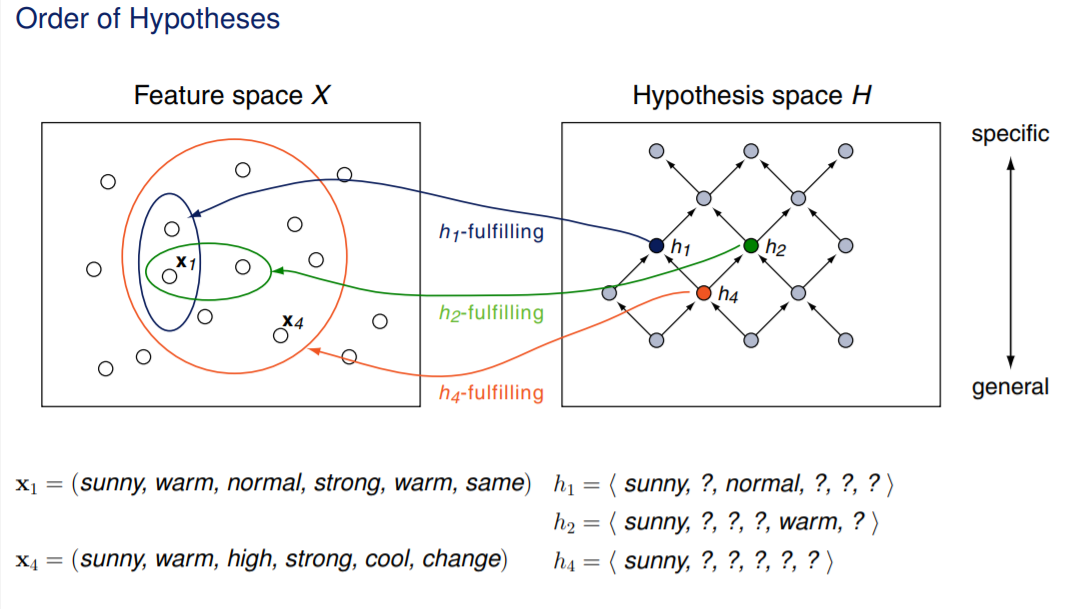 Order of Hypotheses
Feature space X
Hypothesis space H
specific
h₁-fulfilling
h₁
h₂
x₁
h₄
x₄
h₂-fulfilling
general
h₄-fulfilling
x₁ = (sunny, warm, normal, strong, warm, same)
h₁ = ⟨ sunny, ?, normal, ?, ?, ? ⟩
h₂ = ⟨ sunny, ?, ?, ?, warm, ? ⟩
x₄ = (sunny, warm, high, strong, cool, change)
h₄ = ⟨ sunny, ?, ?, ?, ?, ? ⟩